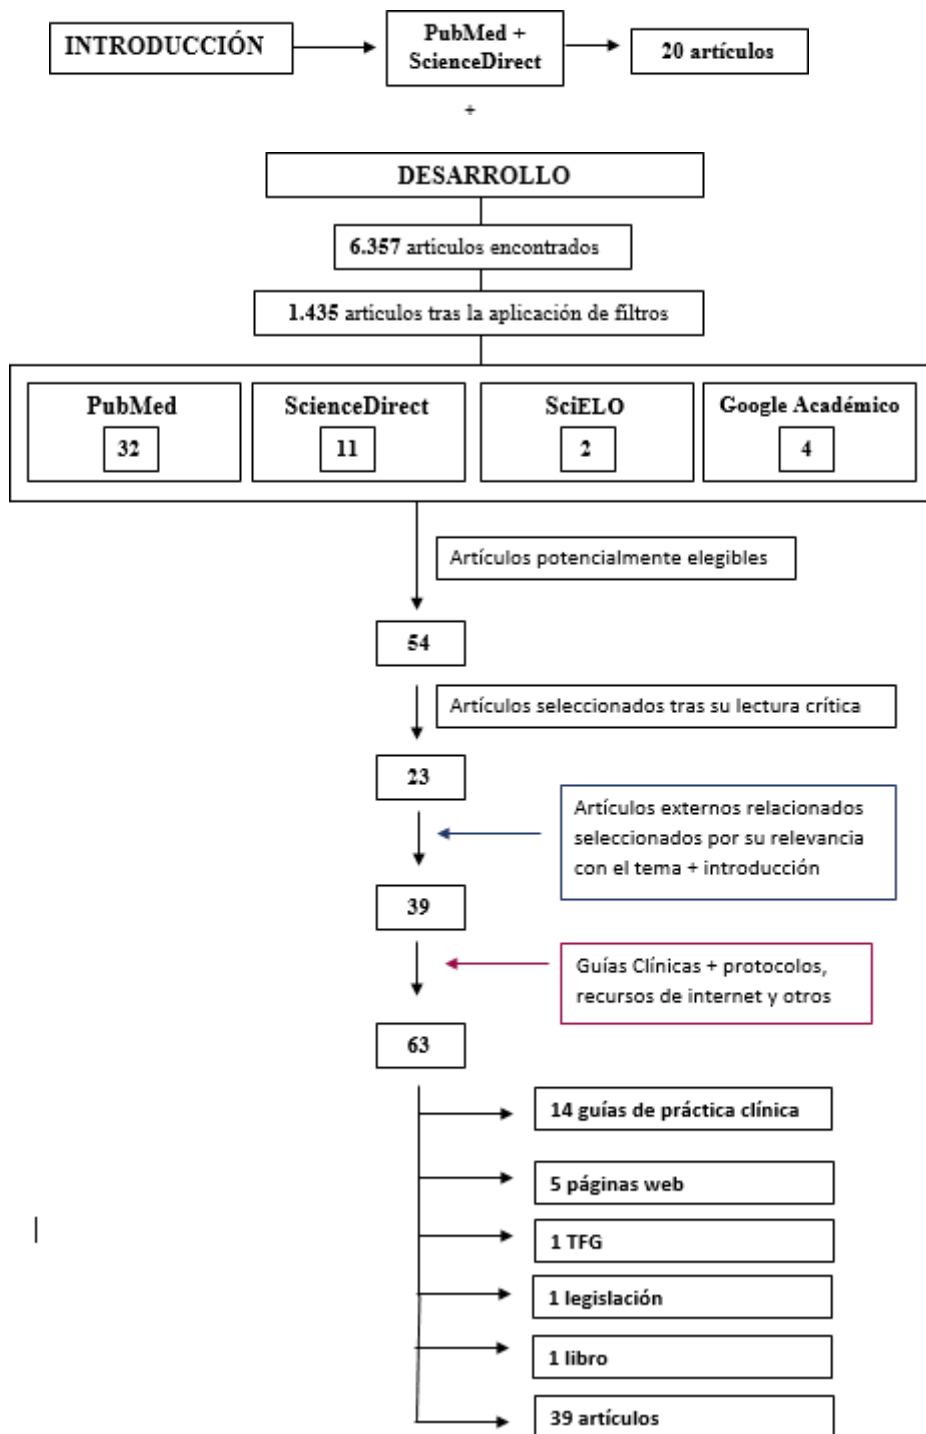 INTRODUCCIÓN
PubMed +
ScienceDirect
20 artículos
+
DESARROLLO
6.357 artículos encontrados
1.435 articulos tras la aplicación de filtros
PubMed
32
ScienceDirect
11
SciELO
2
Google Académico
4
Artículos potencialmente elegibles
54
Artículos seleccionados tras su lectura crítica
23
Artículos externos relacionados
seleccionados por su relevancia
con el tema + introducción
39
Guías Clínicas + protocolos,
recursos de internet y otros
63
14 guías de práctica clínica
5 páginas web
1 TFG
1 legislación
1 libro
39 artículos